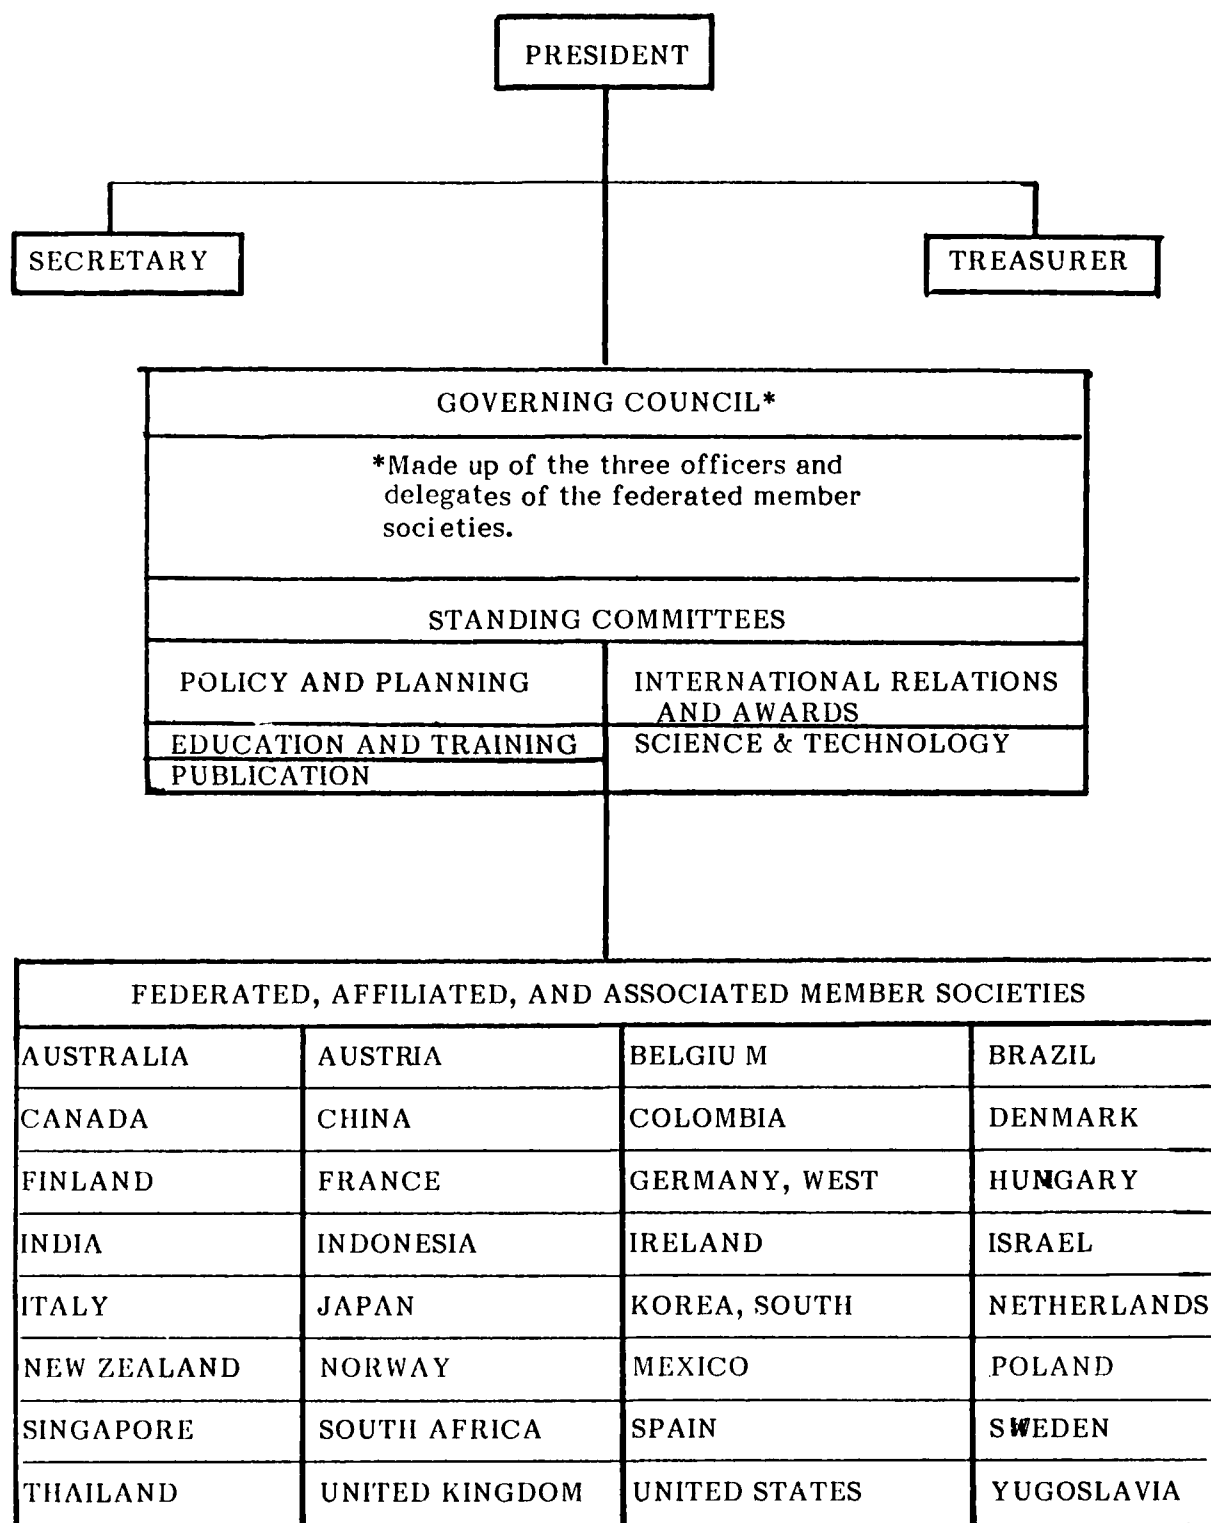 PRESIDENT
SECRETARY
TREASURER
GOVERNING COUNCIL*
*Made up of the three officers and
delegates of the federated member
societies.
STANDING COMMITTEES
POLICY AND PLANNING
INTERNATIONAL RELATIONS
AND AWARDS
EDUCATION AND TRAINING
SCIENCE & TECHNOLOGY
PUBLICATION
FEDERATED, AFFILIATED, AND ASSOCIATED MEMBER SOCIETIES
AUSTRALIA AUSTRIA BELGIUM BRAZIL
CANADA CHINA COLOMBIA DENMARK
FINLAND FRANCE GERMANY, WEST HUNGARY
INDIA INDONESIA IRELAND ISRAEL
ITALY JAPAN KOREA, SOUTH NETHERLANDS
NEW ZEALAND NORWAY MEXICO POLAND
SINGAPORE SOUTH AFRICA SPAIN SWEDEN
THAILAND UNITED KINGDOM UNITED STATES YUGOSLAVIA